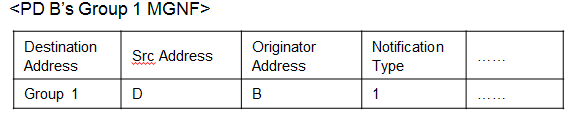 <PD B's Group 1 MGNF>
Destination Address Src Address Originator Address Notification Type ......
Group 1 D B 1 ......